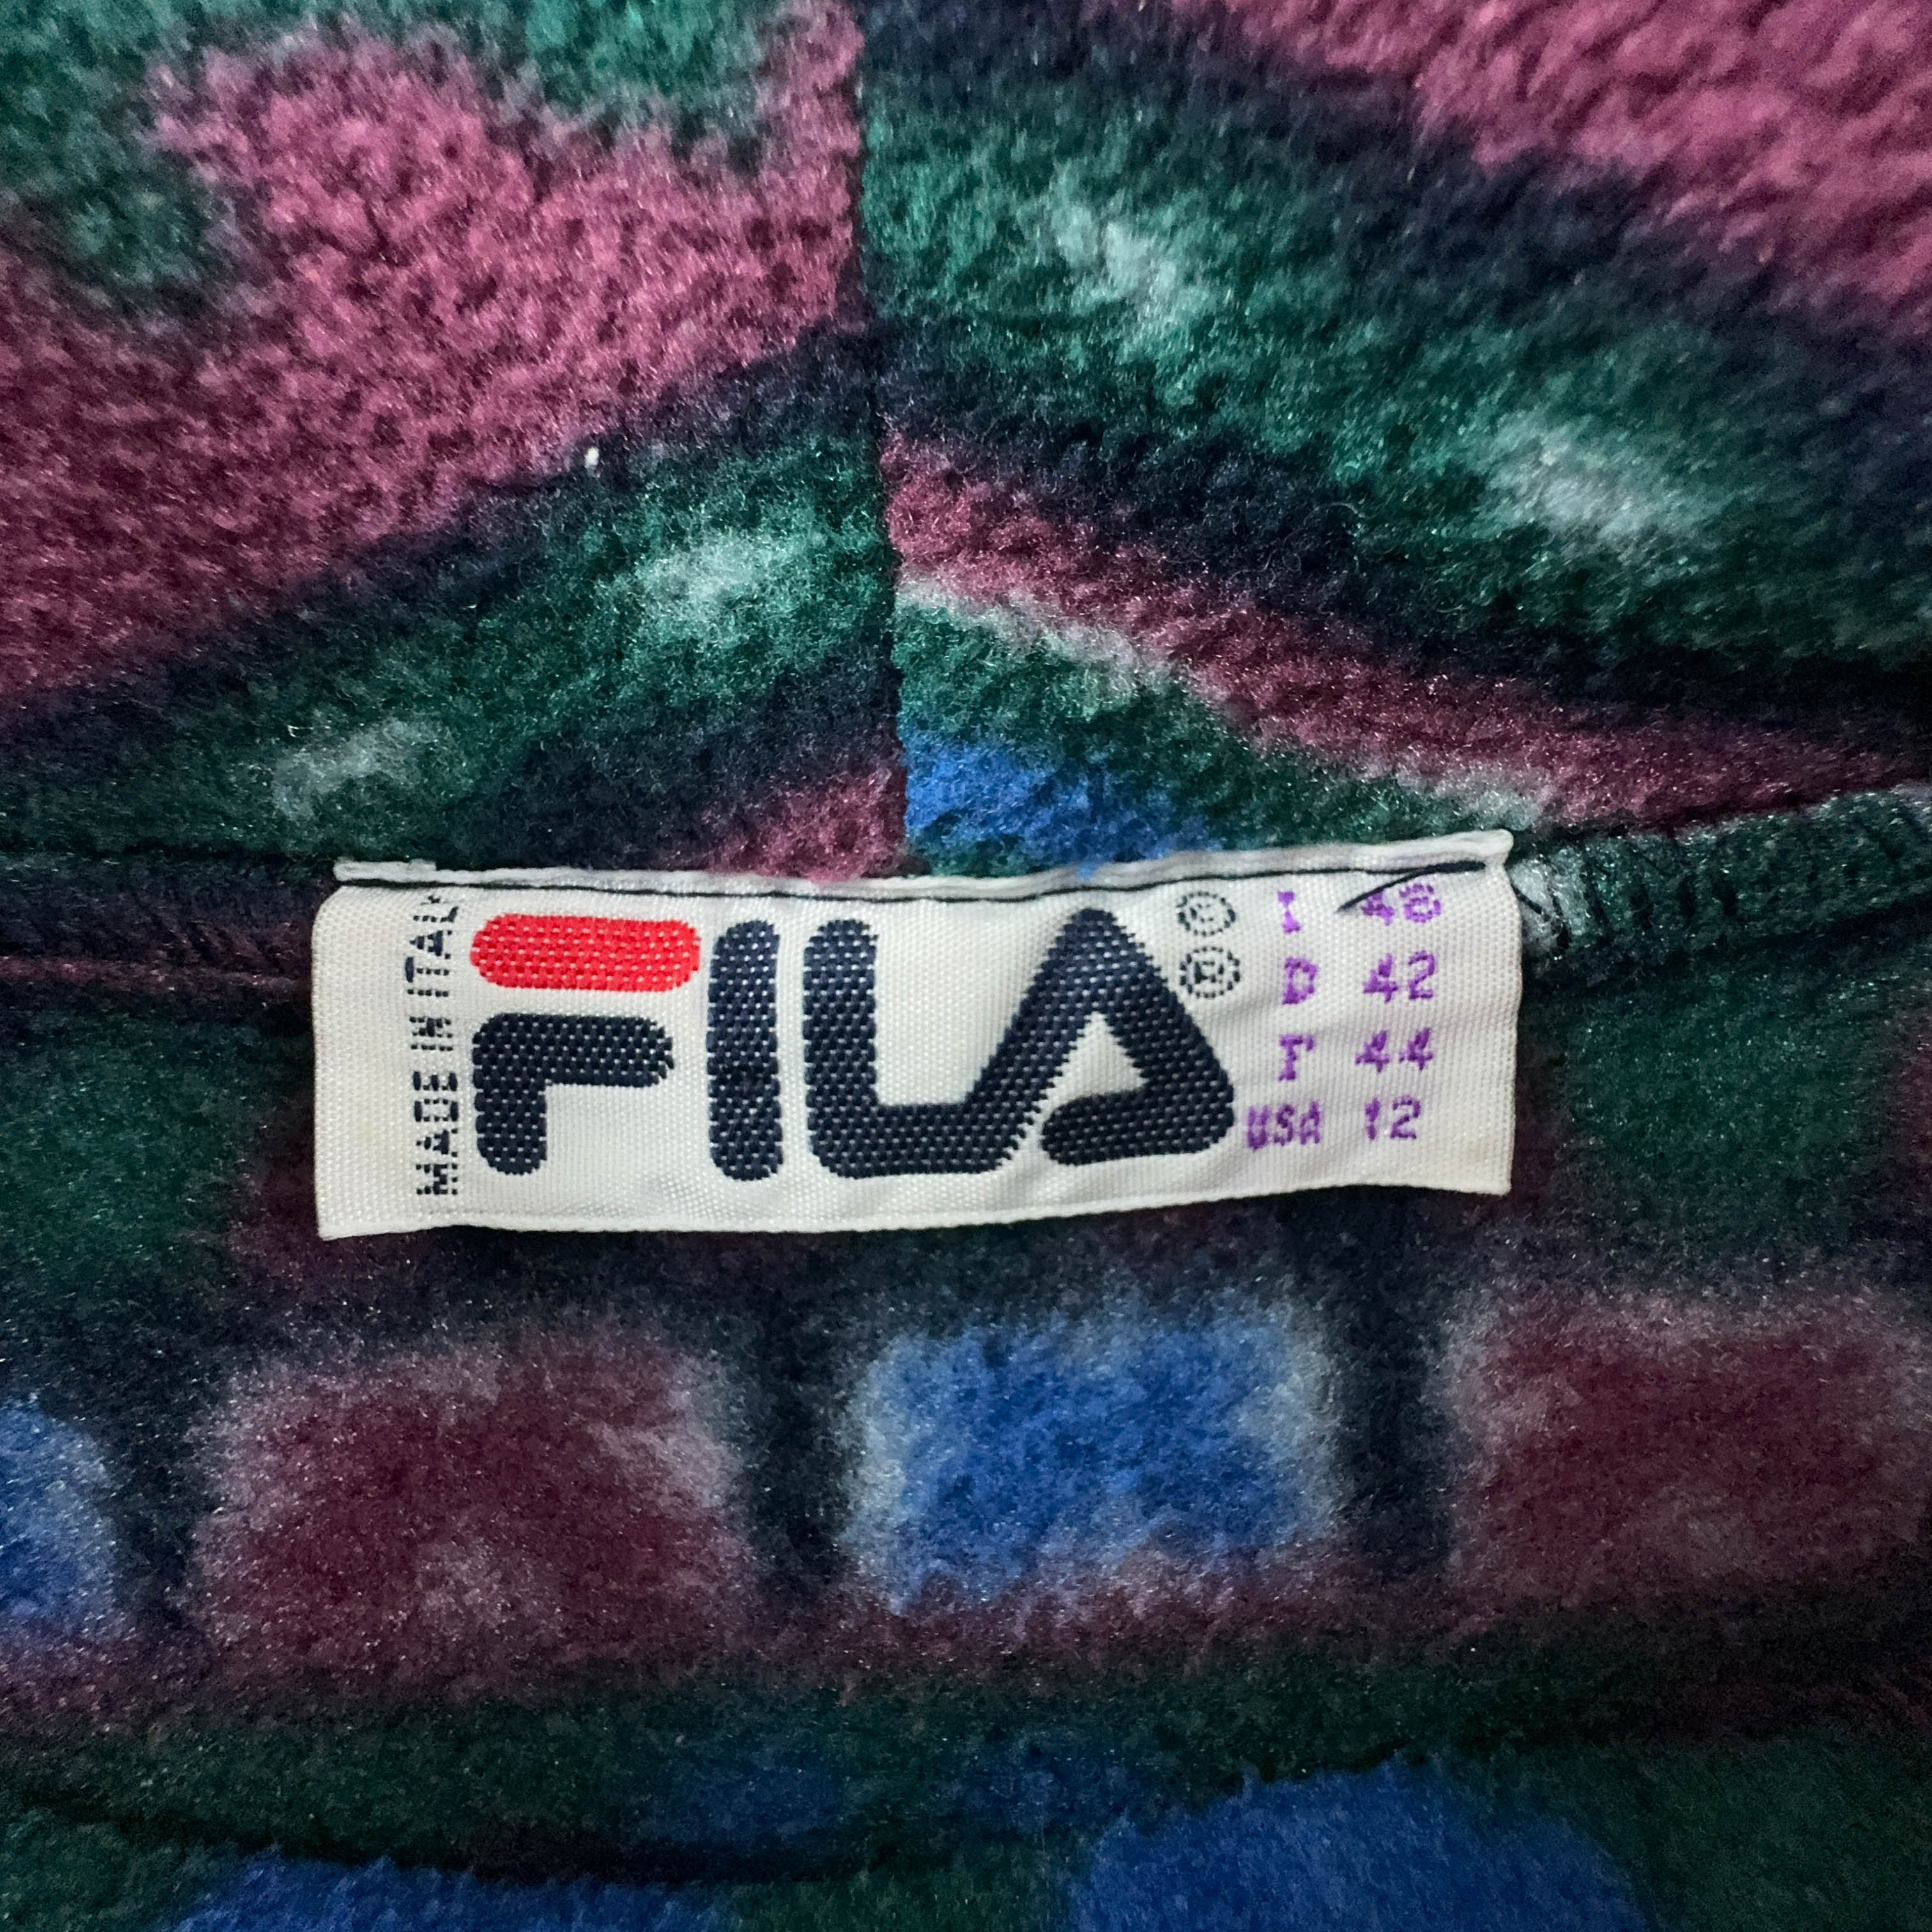 MADE IN ITALY
FILA
© ®
I 48
D 42
F 44
USA 12